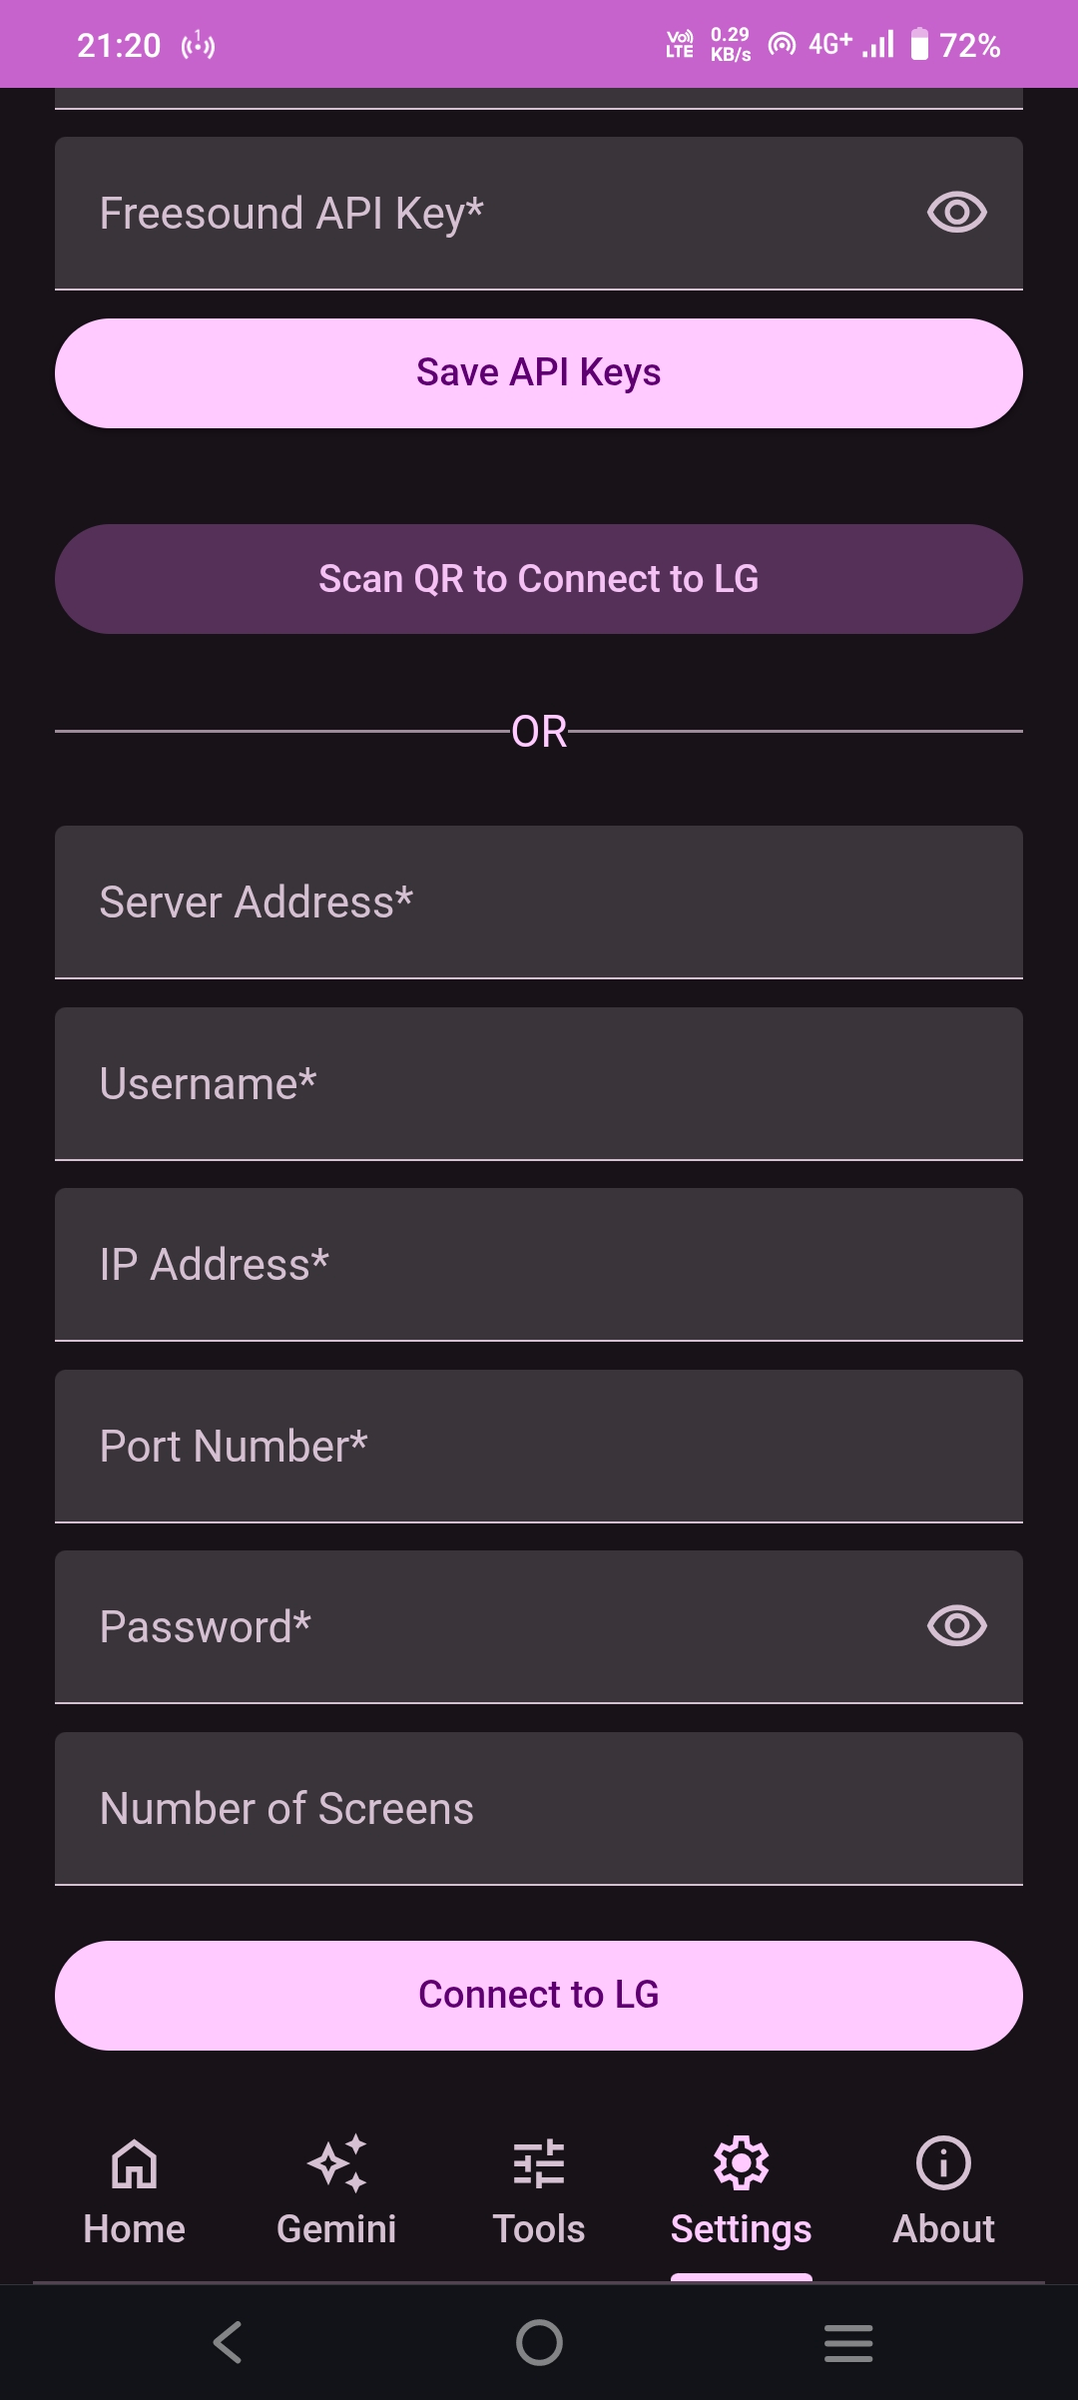 21:20
1
Vo) LTE
0.29 KB/s
4G+
72%
Freesound API Key*
Save API Keys
Scan QR to Connect to LG
OR
Server Address*
Username*
IP Address*
Port Number*
Password*
Number of Screens
Connect to LG
Home Gemini Tools Settings About